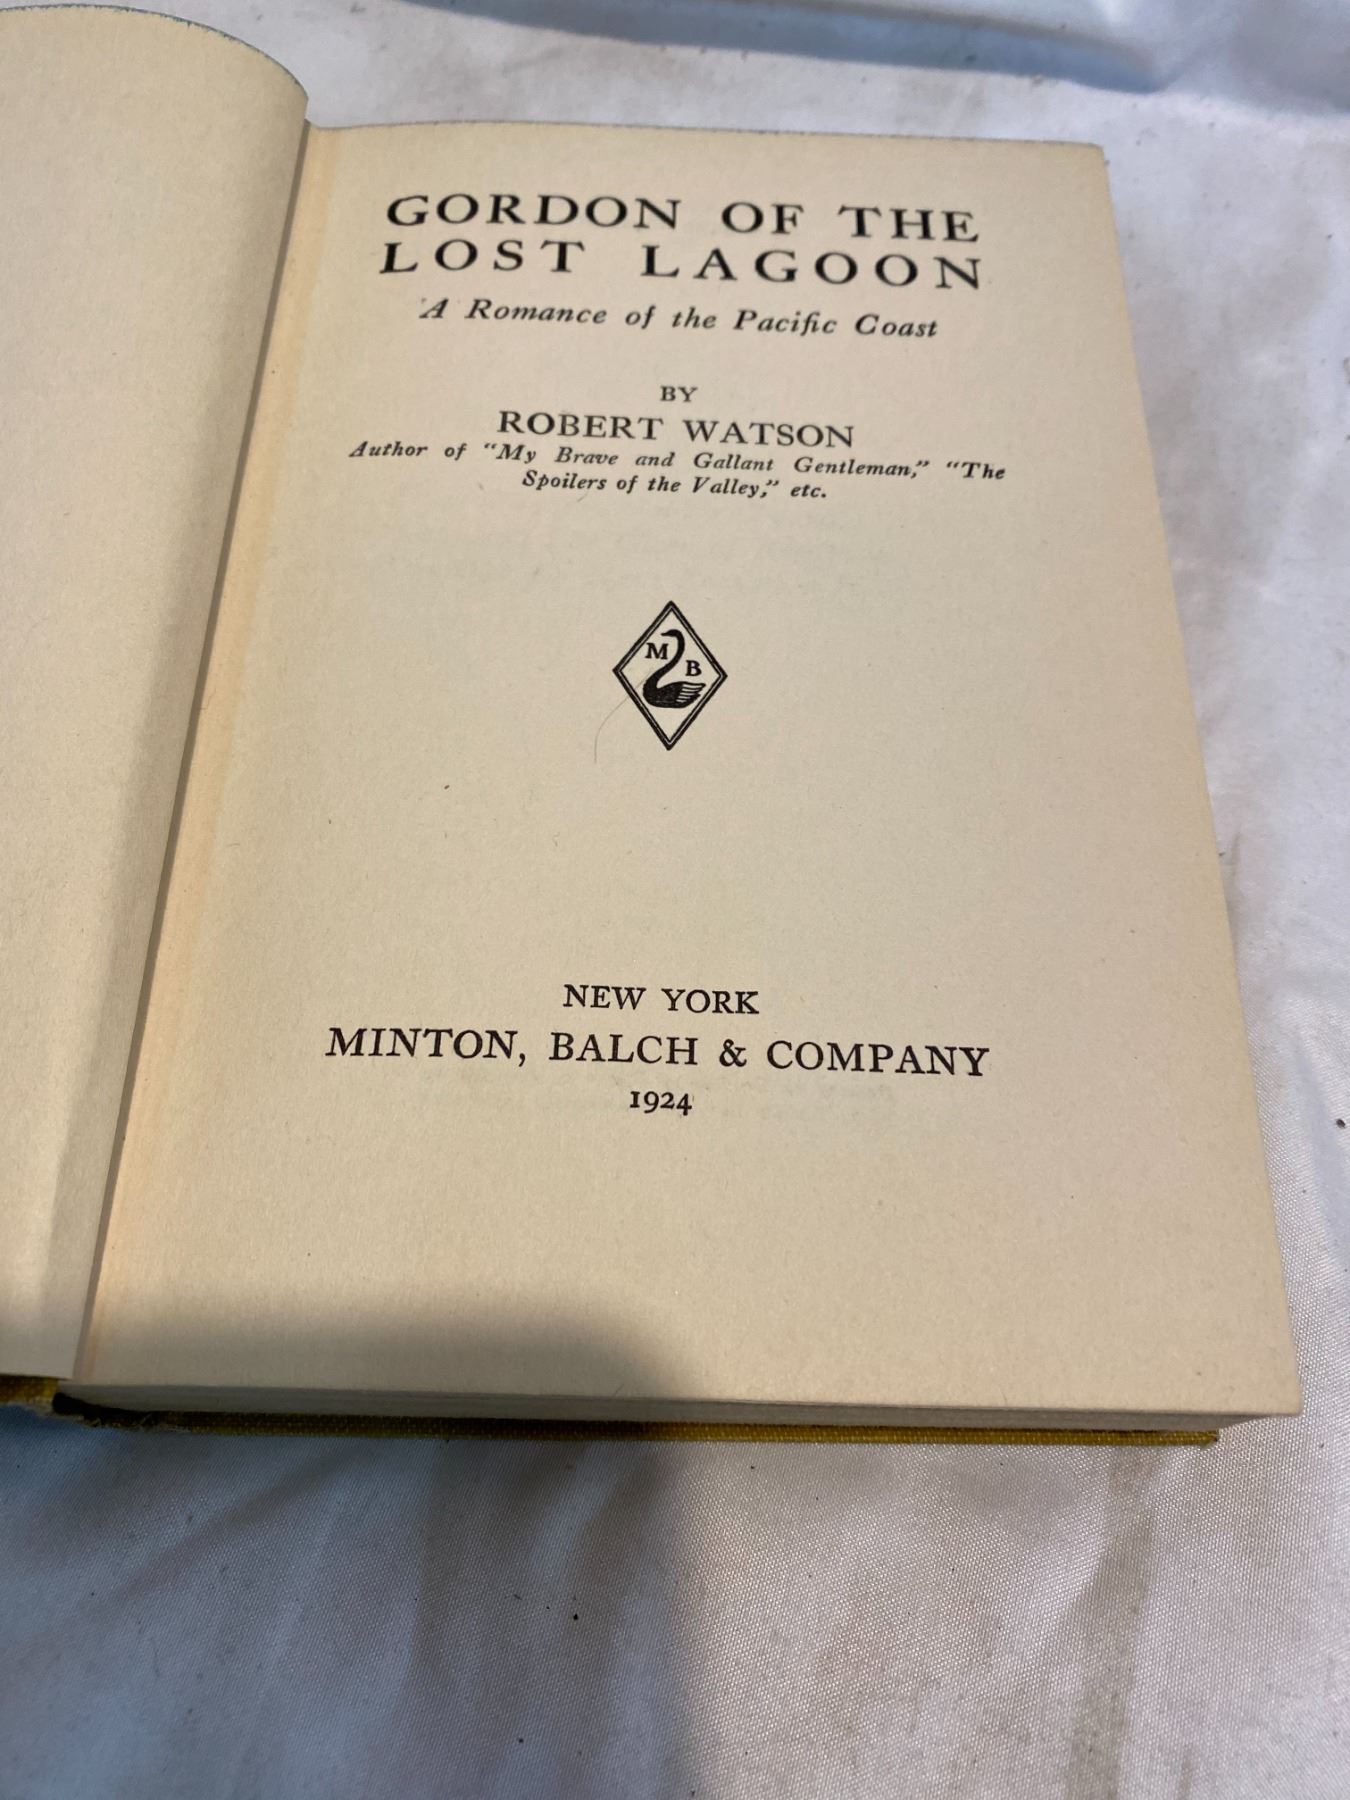 GORDON OF THE
LOST LAGOON
A Romance of the Pacific Coast
BY
ROBERT WATSON
Author of "My Brave and Gallant Gentleman," "The
Spoilers of the Valley," etc.
M
B
NEW YORK
MINTON, BALCH & COMPANY
1924